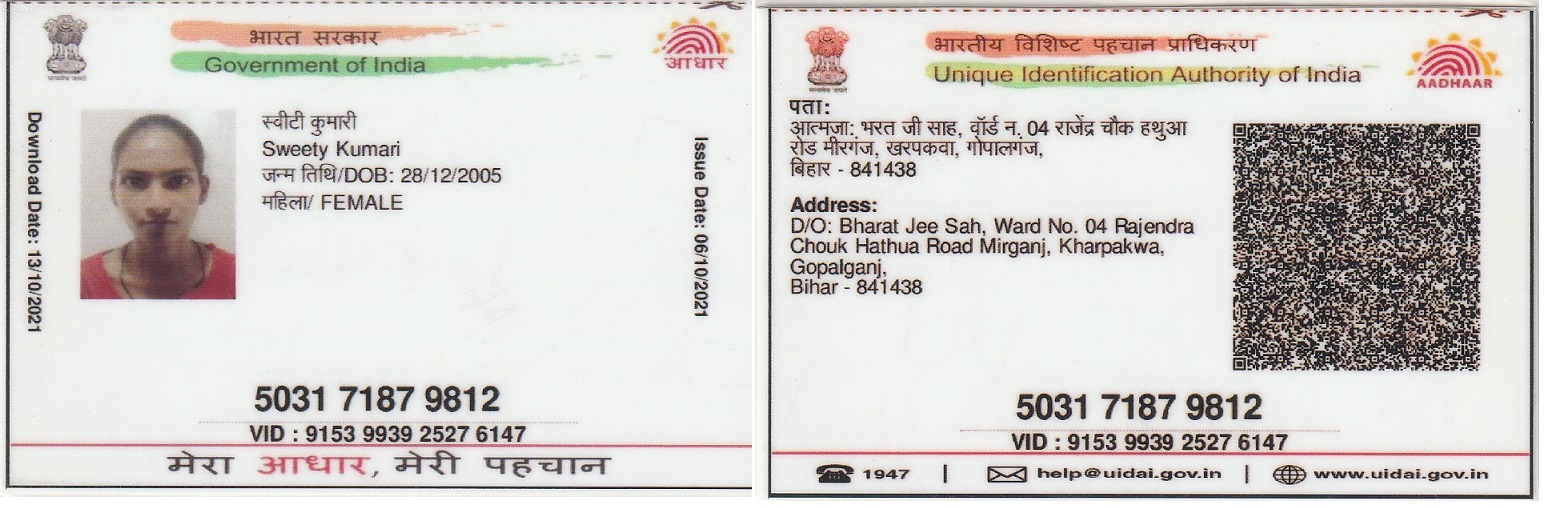 भारत सरकार
Government of India
आधार
Download Date: 13/10/2021
स्वीटी कुमारी
Sweety Kumari
जन्म तिथि/DOB: 28/12/2005
महिला/ FEMALE
Issue Date: 06/10/2021
5031 7187 9812
VID : 9153 9939 2527 6147
मेरा आधार, मेरी पहचान
भारतीय विशिष्ट पहचान प्राधिकरण
Unique Identification Authority of India
AADHAAR
पता:
आत्मजा: भरत जी साह, वॉर्ड न. 04 राजेंद्र चौक हथुआ
रोड मीरगंज, खरपकवा, गोपालगंज,
बिहार - 841438
Address:
D/O: Bharat Jee Sah, Ward No. 04 Rajendra
Chouk Hathua Road Mirganj, Kharpakwa,
Gopalganj,
Bihar - 841438
5031 7187 9812
VID : 9153 9939 2527 6147
1947 | help@uidai.gov.in | www.uidai.gov.in